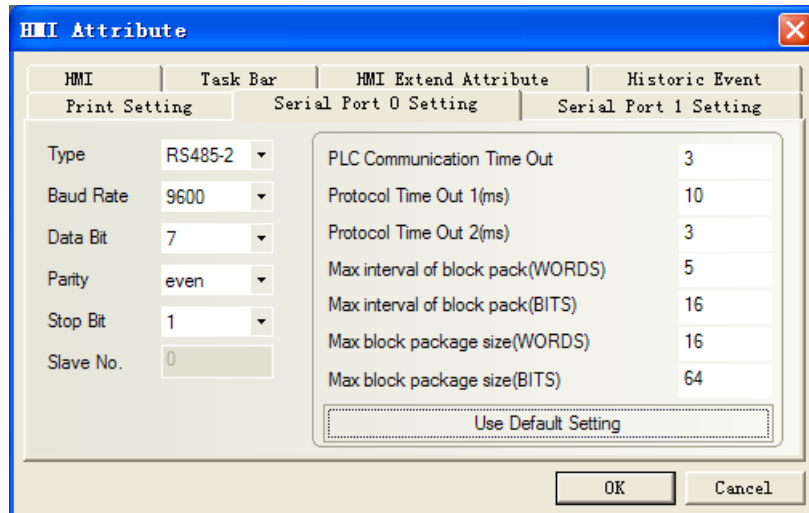 HMI Attribute
HMI Task Bar HMI Extend Attribute Historic Event
Print Setting Serial Port 0 Setting Serial Port 1 Setting
Type RS485-2
Baud Rate 9600
Data Bit 7
Parity even
Stop Bit 1
Slave No. 0
PLC Communication Time Out 3
Protocol Time Out 1(ms) 10
Protocol Time Out 2(ms) 3
Max interval of block pack(WORDS) 5
Max interval of block pack(BITS) 16
Max block package size(WORDS) 16
Max block package size(BITS) 64
Use Default Setting
OK Cancel